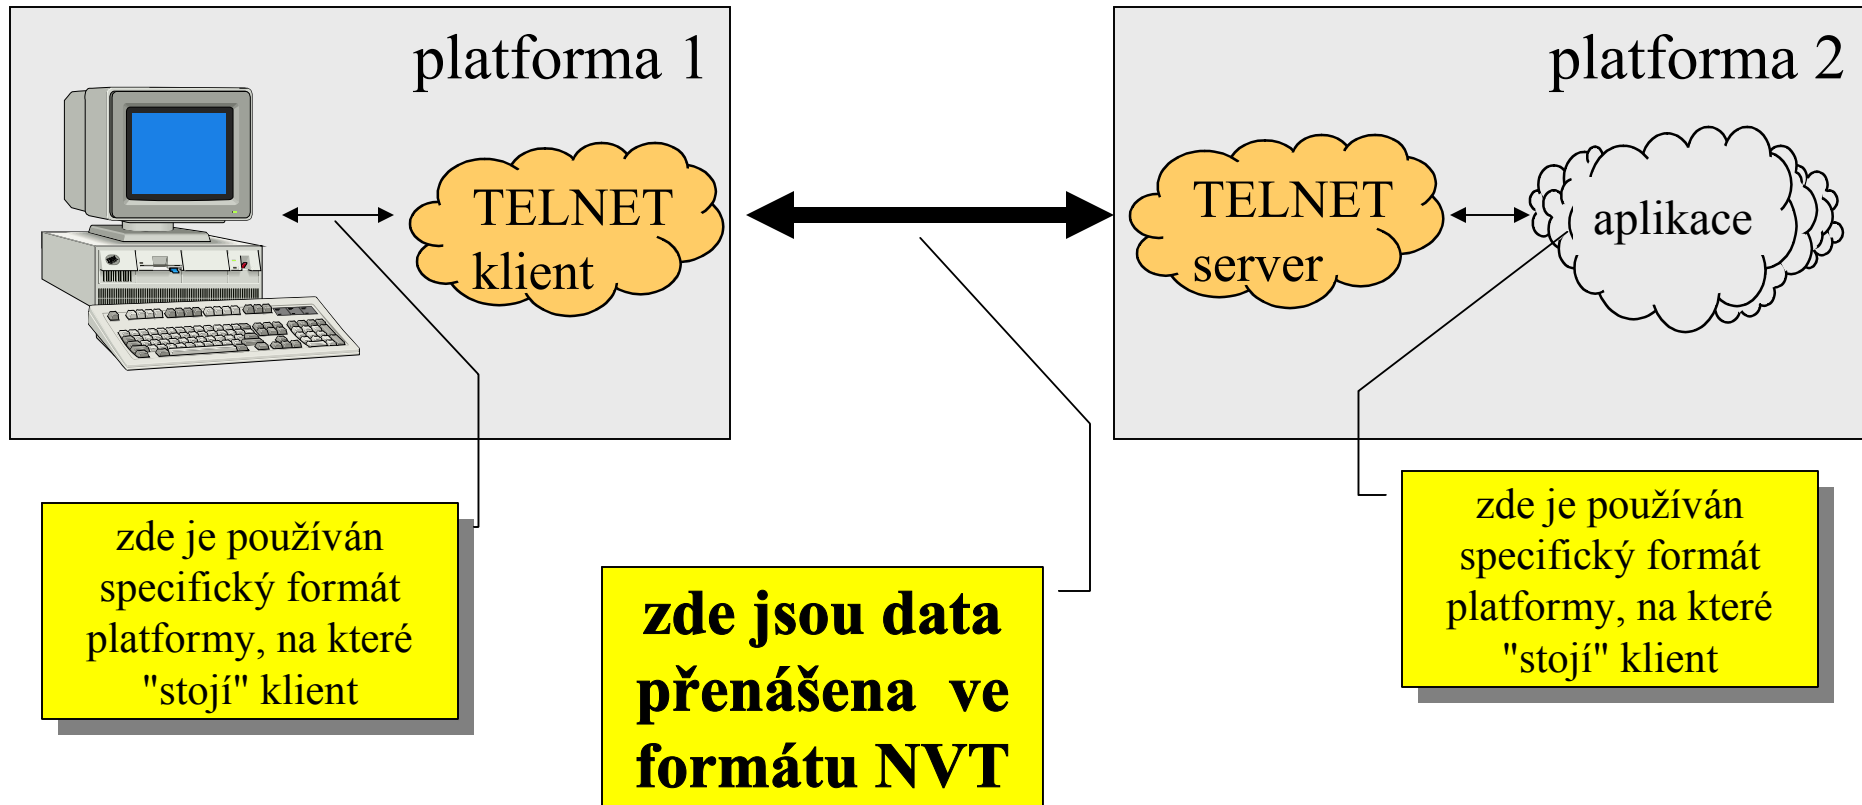 platforma 1
platforma 2
TELNET
klient
TELNET
server
aplikace
zde je používán
specifický formát
platformy, na které
"stojí" klient
zde jsou data
přenášena ve
formátu NVT
zde je používán
specifický formát
platformy, na které
"stojí" klient